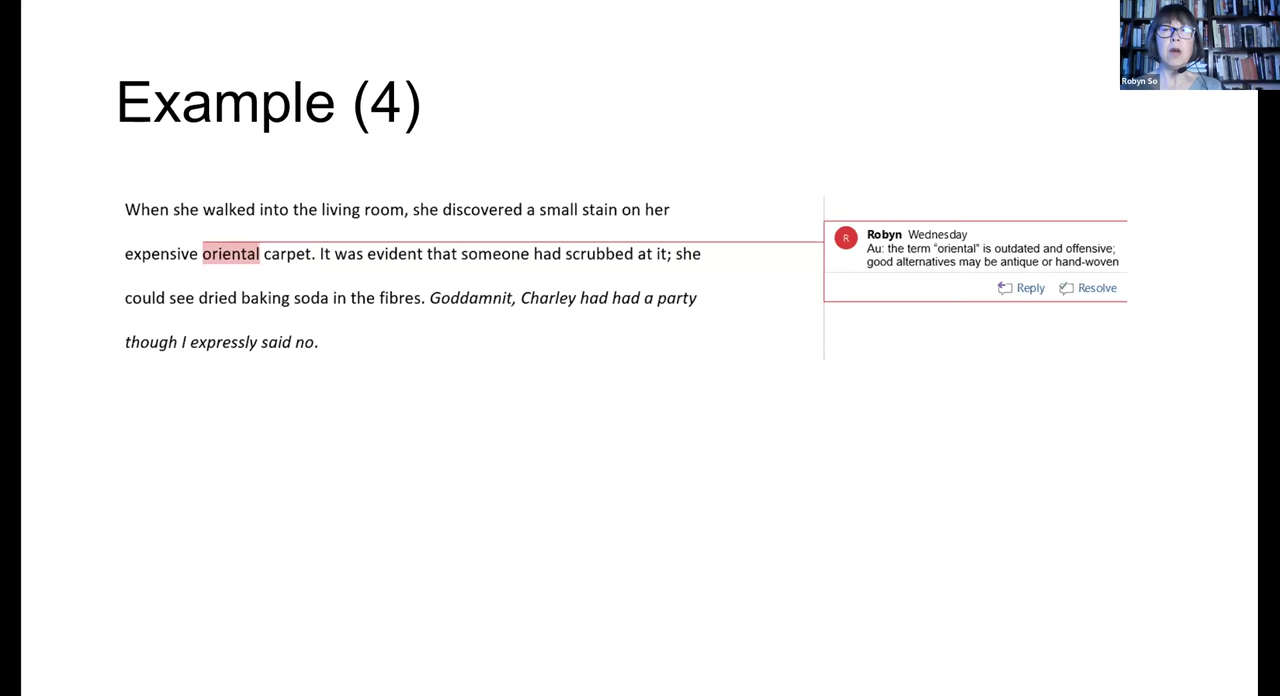 Robyn So
Example (4)
When she walked into the living room, she discovered a small stain on her
expensive oriental carpet. It was evident that someone had scrubbed at it; she
could see dried baking soda in the fibres. Goddamnit, Charley had had a party
though I expressly said no.
R
Robyn Wednesday
Au: the term “oriental” is outdated and offensive;
good alternatives may be antique or hand-woven
Reply Resolve